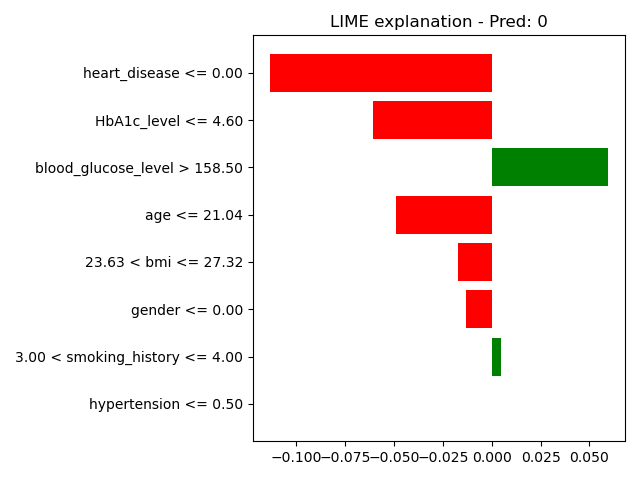 LIME explanation - Pred: 0
heart_disease <= 0.00
HbA1c_level <= 4.60
blood_glucose_level > 158.50
age <= 21.04
23.63 < bmi <= 27.32
gender <= 0.00
3.00 < smoking_history <= 4.00
hypertension <= 0.50
−0.100 −0.075 −0.050 −0.025 0.000 0.025 0.050